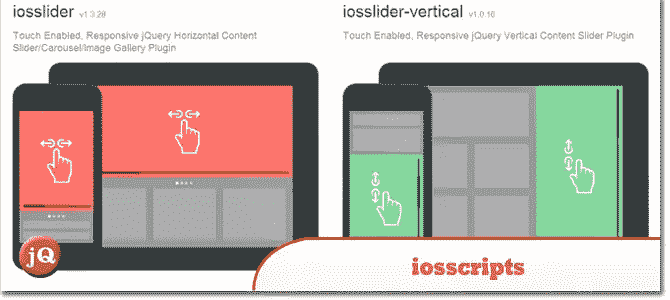 iosslider v1.3.28
Touch Enabled, Responsive jQuery Horizontal Content
Slider/Carousel/Image Gallery Plugin
iosslider-vertical v1.0.16
Touch Enabled, Responsive jQuery Vertical Content Slider Plugin
jQ
iosscripts